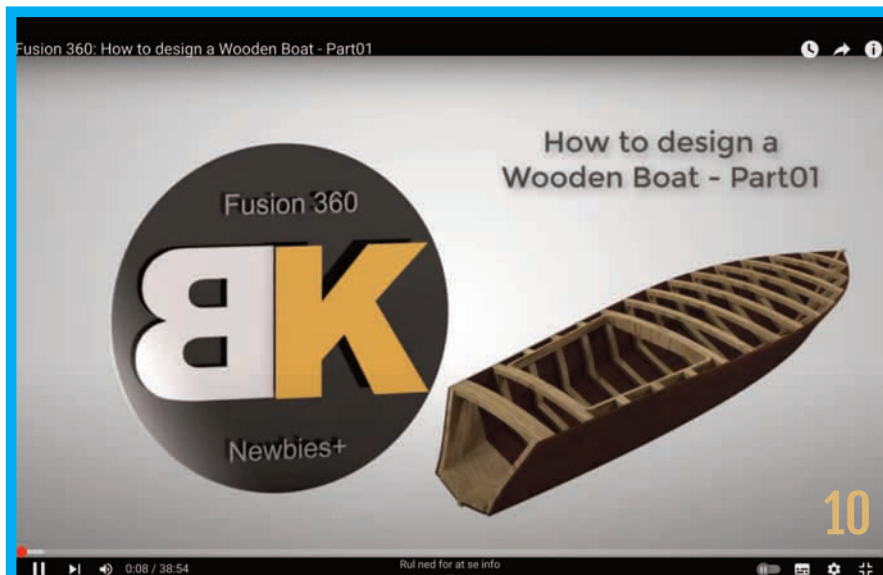 Fusion 360: How to design a Wooden Boat - Part01
How to design a
Wooden Boat - Part01
Fusion 360
BK
Newbies+
10
0:08 / 38:54
Rul ned for at se info